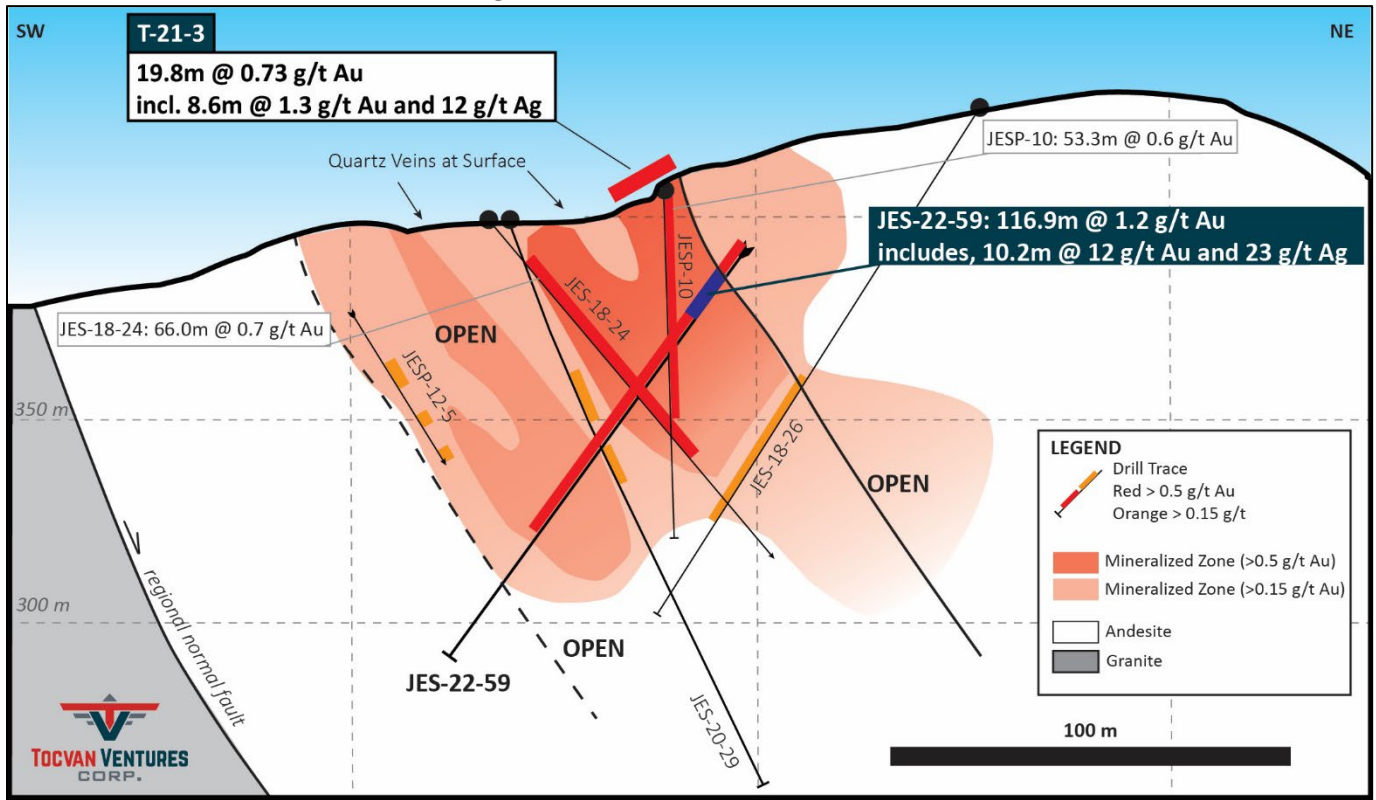 SW
NE
T-21-3
19.8m @ 0.73 g/t Au
incl. 8.6m @ 1.3 g/t Au and 12 g/t Ag
JESP-10: 53.3m @ 0.6 g/t Au
Quartz Veins at Surface
JES-22-59: 116.9m @ 1.2 g/t Au
includes, 10.2m @ 12 g/t Au and 23 g/t Ag
JESP-10
JES-18-24
JES-18-24: 66.0m @ 0.7 g/t Au
OPEN
JESP-12-5
350 m
JES-18-26
OPEN
LEGEND
Drill Trace
Red > 0.5 g/t Au
Orange > 0.15 g/t
Mineralized Zone (>0.5 g/t Au)
Mineralized Zone (>0.15 g/t Au)
Andesite
Granite
300 m
regional normal fault
OPEN
JES-22-59
JES-20-29
TOCVAN VENTURES
CORP.
100 m